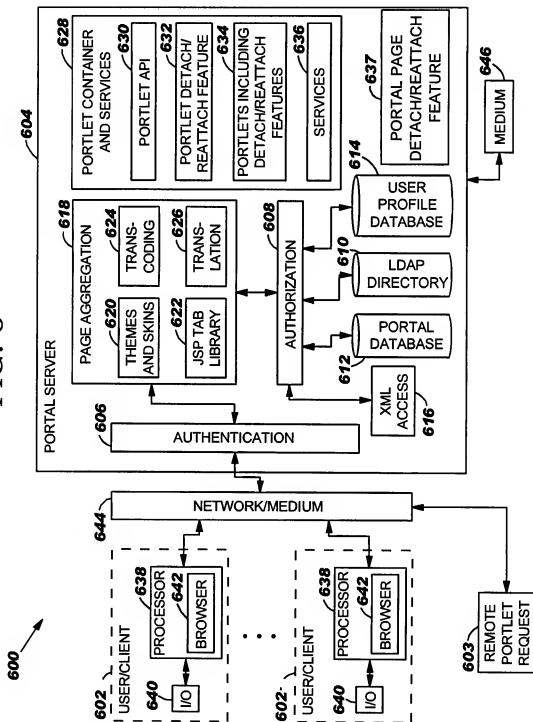 600
604
PORTAL SERVER
618
PAGE AGGREGATION
620
THEMES
AND SKINS
624
TRANS-
CODING
622
JSP TAB
LIBRARY
626
TRANS-
LATION
628
PORTLET CONTAINER
AND SERVICES
630
PORTLET API
632
PORTLET DETACH/
REATTACH FEATURE
634
PORTLETS INCLUDING
DETACH/REATTACH
FEATURES
636
SERVICES
606
AUTHENTICATION
608
AUTHORIZATION
612
PORTAL
DATABASE
610
LDAP
DIRECTORY
614
USER
PROFILE
DATABASE
637
PORTAL PAGE
DETACH/REATTACH
FEATURE
XML
ACCESS
616
646
MEDIUM
644
NETWORK/MEDIUM
602
USER/CLIENT
638
PROCESSOR
642
BROWSER
640
I/O
602
USER/CLIENT
638
PROCESSOR
642
BROWSER
640
I/O
603
REMOTE
PORTLET
REQUEST